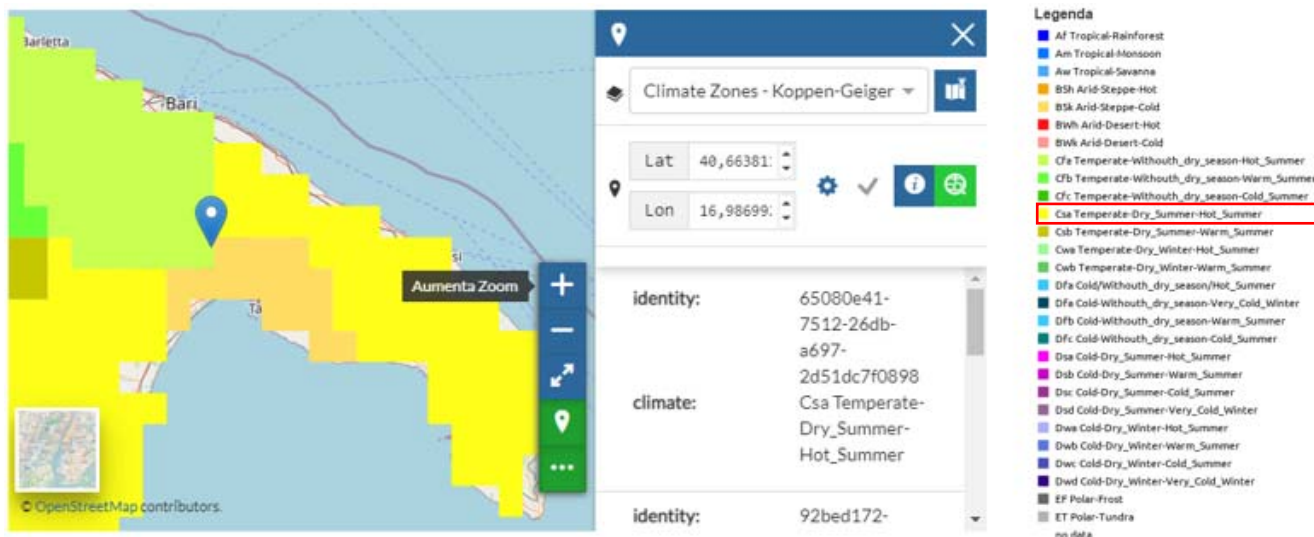 Barletta
Bari
si
Ta
Aumenta Zoom
© OpenStreetMap contributors.
Climate Zones - Koppen-Geiger
Lat 40,66381:
Lon 16,98699:
identity: 65080e41-
7512-26db-
a697-
2d51dc7f0898
climate: Csa Temperate-
Dry_Summer-
Hot_Summer
identity: 92bed172-
Legenda
Af Tropical-Rainforest
Am Tropical-Monsoon
Aw Tropical-Savanna
BSh Arid-Steppe-Hot
BSk Arid-Steppe-Cold
BWh Arid-Desert-Hot
BWk Arid-Desert-Cold
Cfa Temperate-Withouth_dry_season-Hot_Summer
Cfb Temperate-Withouth_dry_season-Warm_Summer
Cfc Temperate-Withouth_dry_season-Cold_Summer
Csa Temperate-Dry_Summer-Hot_Summer
Csb Temperate-Dry_Summer-Warm_Summer
Cwa Temperate-Dry_Winter-Hot_Summer
Cwb Temperate-Dry_Winter-Warm_Summer
Dfa Cold/Withouth_dry_season/Hot_Summer
Dfa Cold-Withouth_dry_season-Very_Cold_Winter
Dfb Cold-Withouth_dry_season-Warm_Summer
Dfc Cold-Withouth_dry_season-Cold_Summer
Dsa Cold-Dry_Summer-Hot_Summer
Dsb Cold-Dry_Summer-Warm_Summer
Dsc Cold-Dry_Summer-Cold_Summer
Dsd Cold-Dry_Summer-Very_Cold_Winter
Dwa Cold-Dry_Winter-Hot_Summer
Dwb Cold-Dry_Winter-Warm_Summer
Dwc Cold-Dry_Winter-Cold_Summer
Dwd Cold-Dry_Winter-Very_Cold_Winter
EF Polar-Frost
ET Polar-Tundra
no data